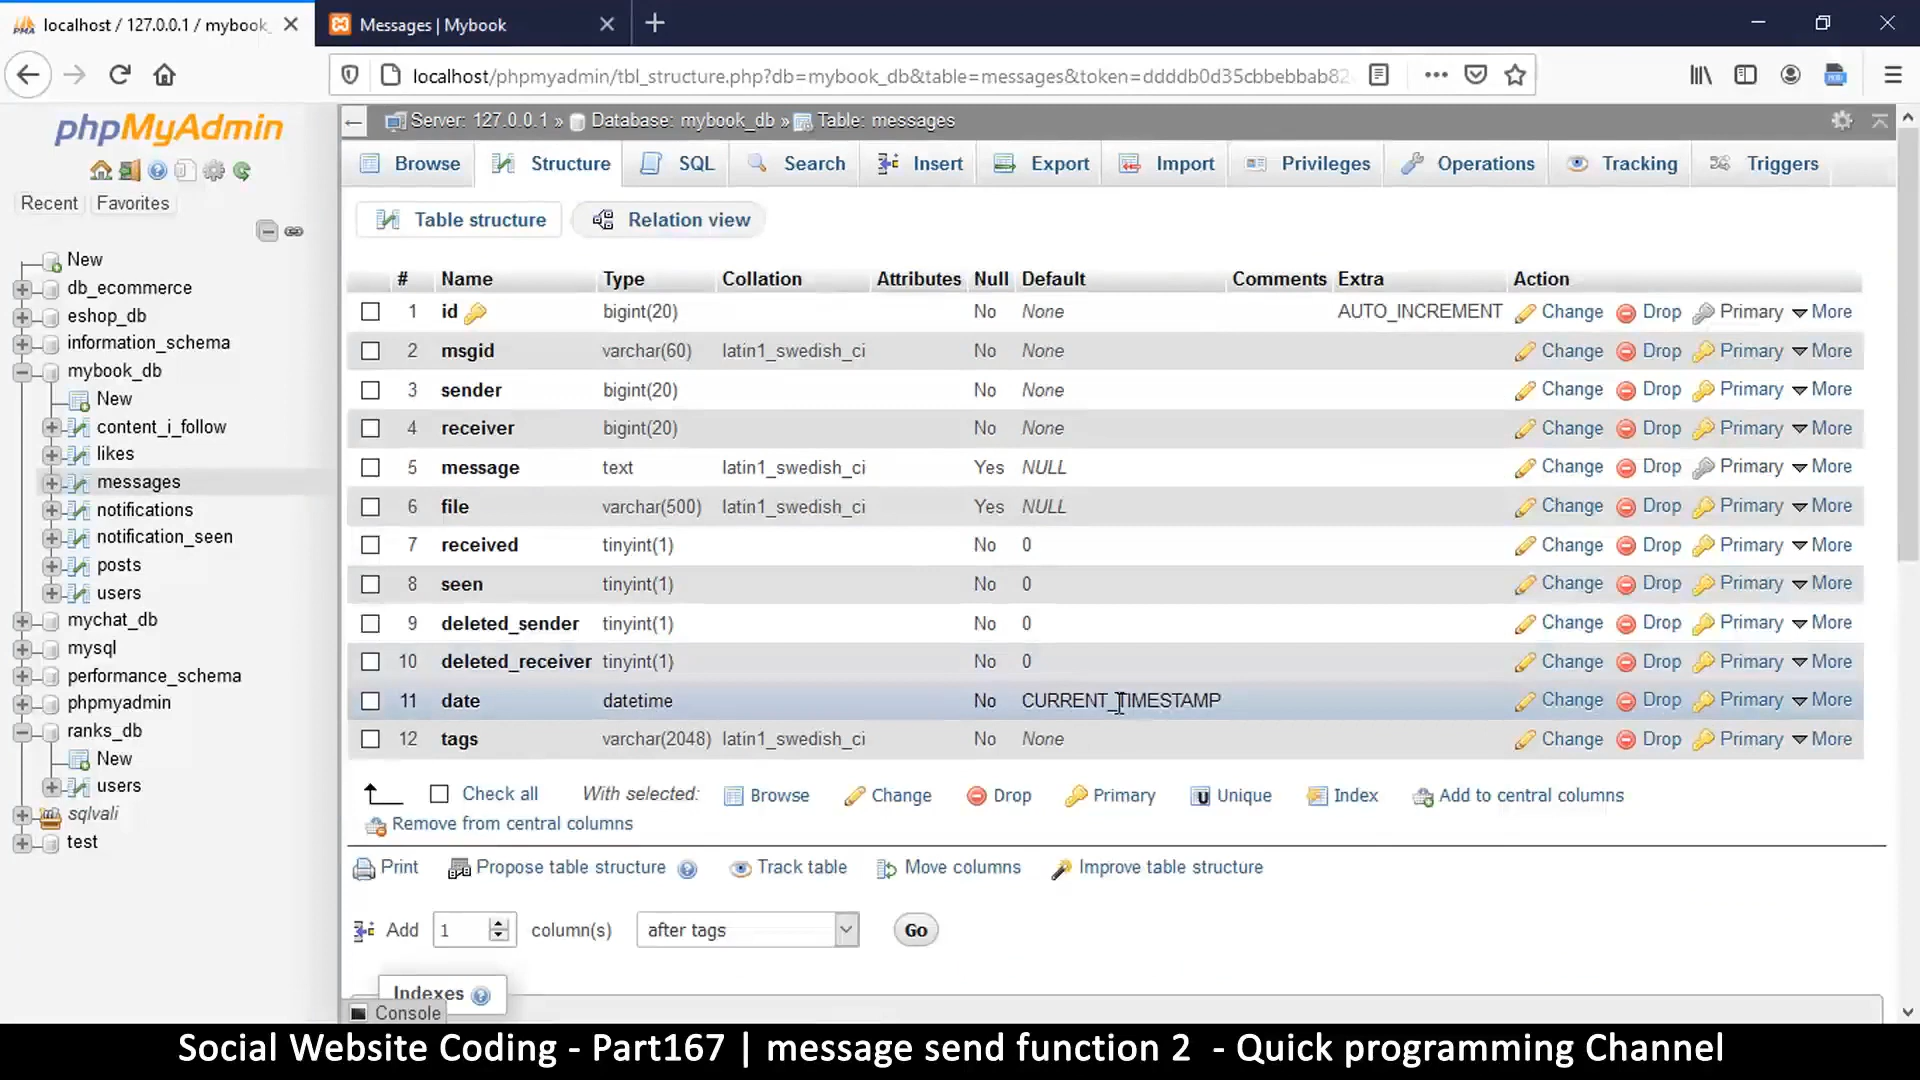 localhost / 127.0.0.1 / mybook_
Messages | Mybook
localhost/phpmyadmin/tbl_structure.php?db=mybook_db&table=messages&token=ddddb0d35cbbebbab82
phpMyAdmin
Recent Favorites
New
db_ecommerce
eshop_db
information_schema
mybook_db
New
content_i_follow
likes
messages
notifications
notification_seen
posts
users
mychat_db
mysql
performance_schema
phpmyadmin
ranks_db
New
users
sqlvali
test
Server: 127.0.0.1 » Database: mybook_db » Table: messages
Browse Structure SQL Search Insert Export Import Privileges Operations Tracking Triggers
Table structure Relation view
# Name Type Collation Attributes Null Default Comments Extra Action
1 id bigint(20) No None AUTO_INCREMENT Change Drop Primary More
2 msgid varchar(60) latin1_swedish_ci No None Change Drop Primary More
3 sender bigint(20) No None Change Drop Primary More
4 receiver bigint(20) No None Change Drop Primary More
5 message text latin1_swedish_ci Yes NULL Change Drop Primary More
6 file varchar(500) latin1_swedish_ci Yes NULL Change Drop Primary More
7 received tinyint(1) No 0 Change Drop Primary More
8 seen tinyint(1) No 0 Change Drop Primary More
9 deleted_sender tinyint(1) No 0 Change Drop Primary More
10 deleted_receiver tinyint(1) No 0 Change Drop Primary More
11 date datetime No CURRENT_TIMESTAMP Change Drop Primary More
12 tags varchar(2048) latin1_swedish_ci No None Change Drop Primary More
Check all With selected: Browse Change Drop Primary Unique Index Add to central columns
Remove from central columns
Print Propose table structure Track table Move columns Improve table structure
Add 1 column(s) after tags Go
Indexes
Console
Social Website Coding - Part167 | message send function 2 - Quick programming Channel